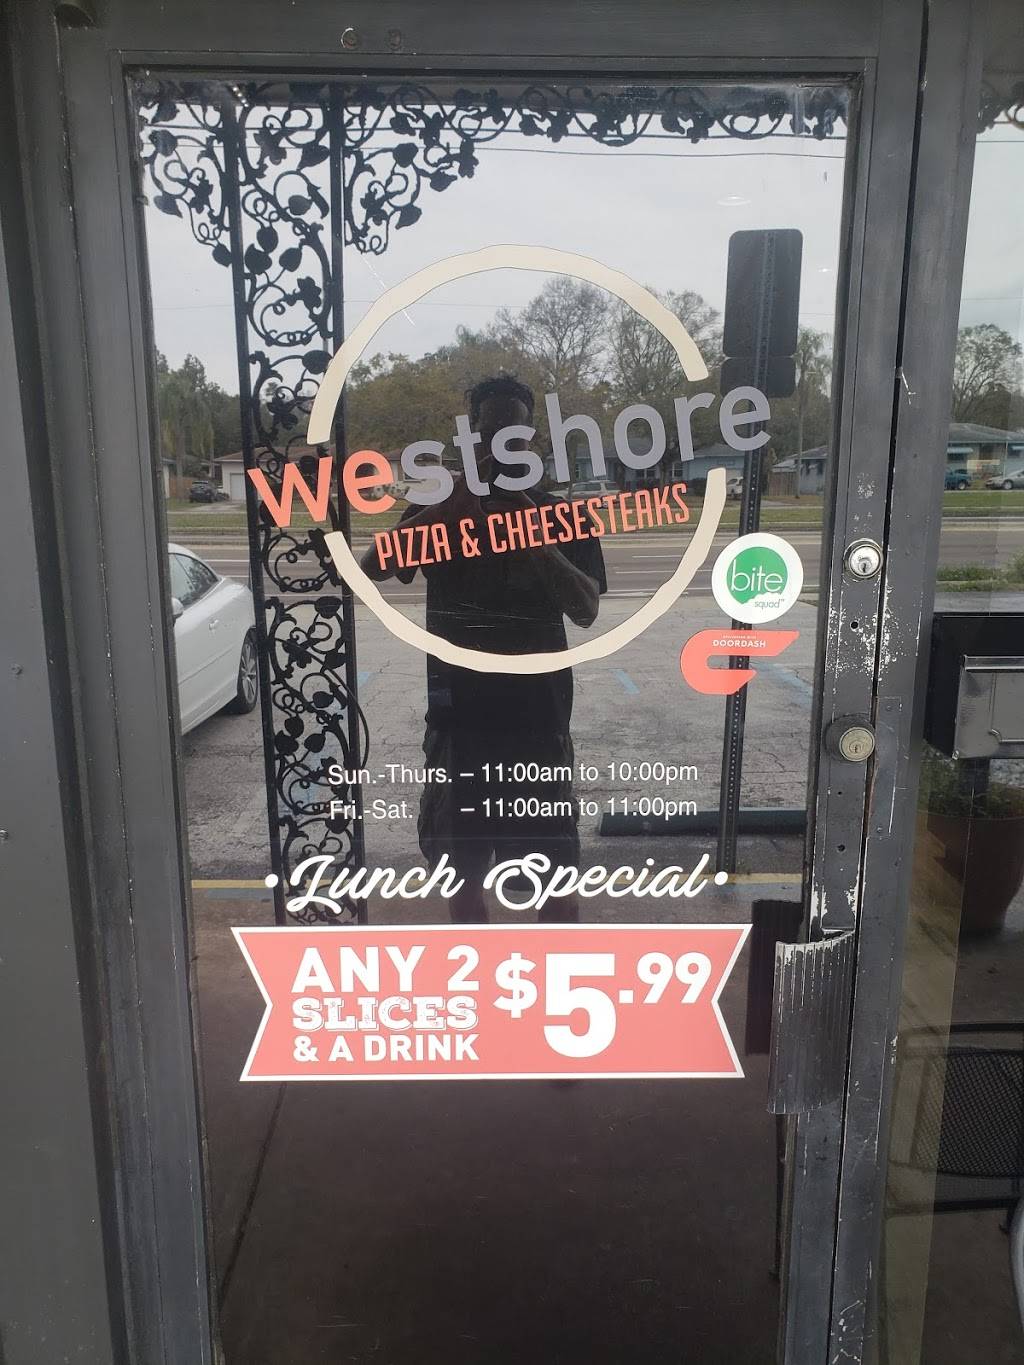 westshore
PIZZA & CHEESESTEAKS
bite
squad
DOORDASH
Sun.-Thurs. – 11:00am to 10:00pm
Fri.-Sat. – 11:00am to 11:00pm
• Lunch Special •
ANY 2
SLICES
& A DRINK
$5.99